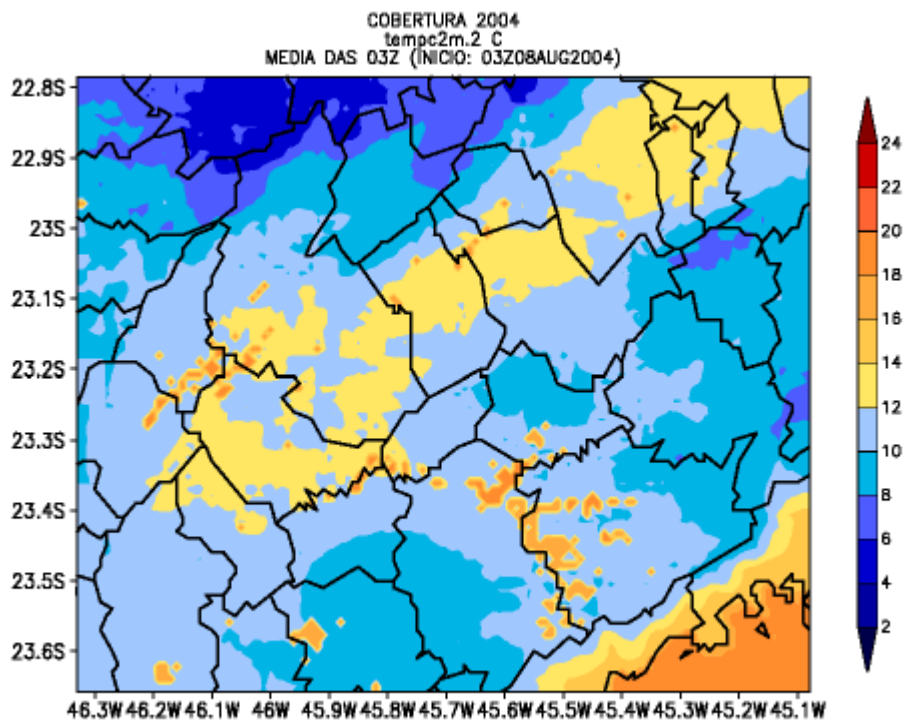 COBERTURA 2004
tempc2m.2 C
MEDIA DAS 03Z (INICIO: 03Z08AUG2004)
22.8S
22.9S
23S
23.1S
23.2S
23.3S
23.4S
23.5S
23.6S
46.3W 46.2W 46.1W 46W 45.9W 45.8W 45.7W 45.6W 45.5W 45.4W 45.3W 45.2W 45.1W
24
22
20
18
16
14
12
10
8
6
4
2